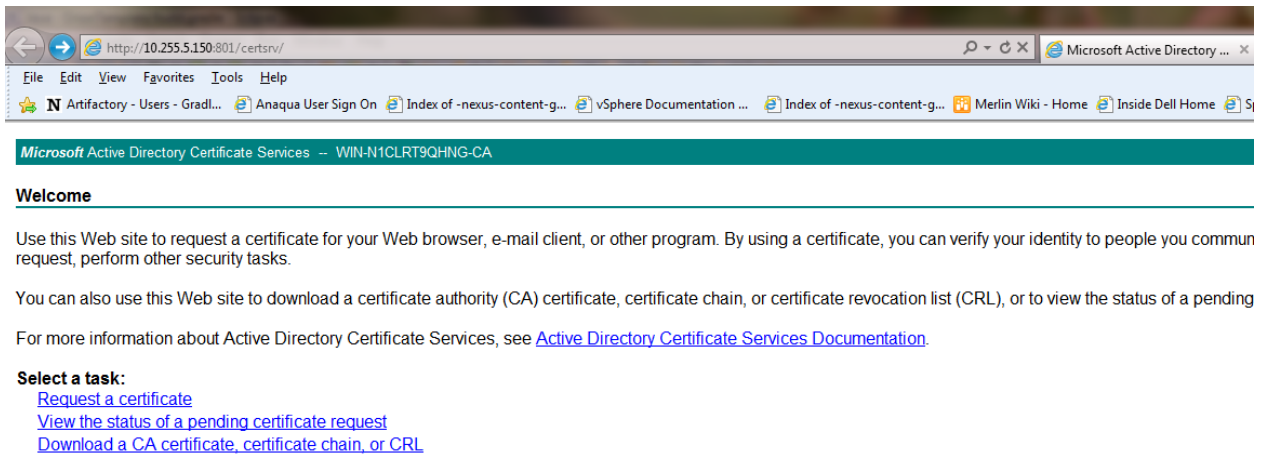 http://10.255.5.150:801/certsrv/
Microsoft Active Directory ...
File Edit View Favorites Tools Help
Artifactory - Users - Gradl... Anaqua User Sign On Index of -nexus-content-g... vSphere Documentation ... Index of -nexus-content-g... Merlin Wiki - Home Inside Dell Home
Microsoft Active Directory Certificate Services -- WIN-N1CLRT9QHNG-CA
Welcome
Use this Web site to request a certificate for your Web browser, e-mail client, or other program. By using a certificate, you can verify your identity to people you commun
request, perform other security tasks.
You can also use this Web site to download a certificate authority (CA) certificate, certificate chain, or certificate revocation list (CRL), or to view the status of a pending
For more information about Active Directory Certificate Services, see Active Directory Certificate Services Documentation.
Select a task:
Request a certificate
View the status of a pending certificate request
Download a CA certificate, certificate chain, or CRL